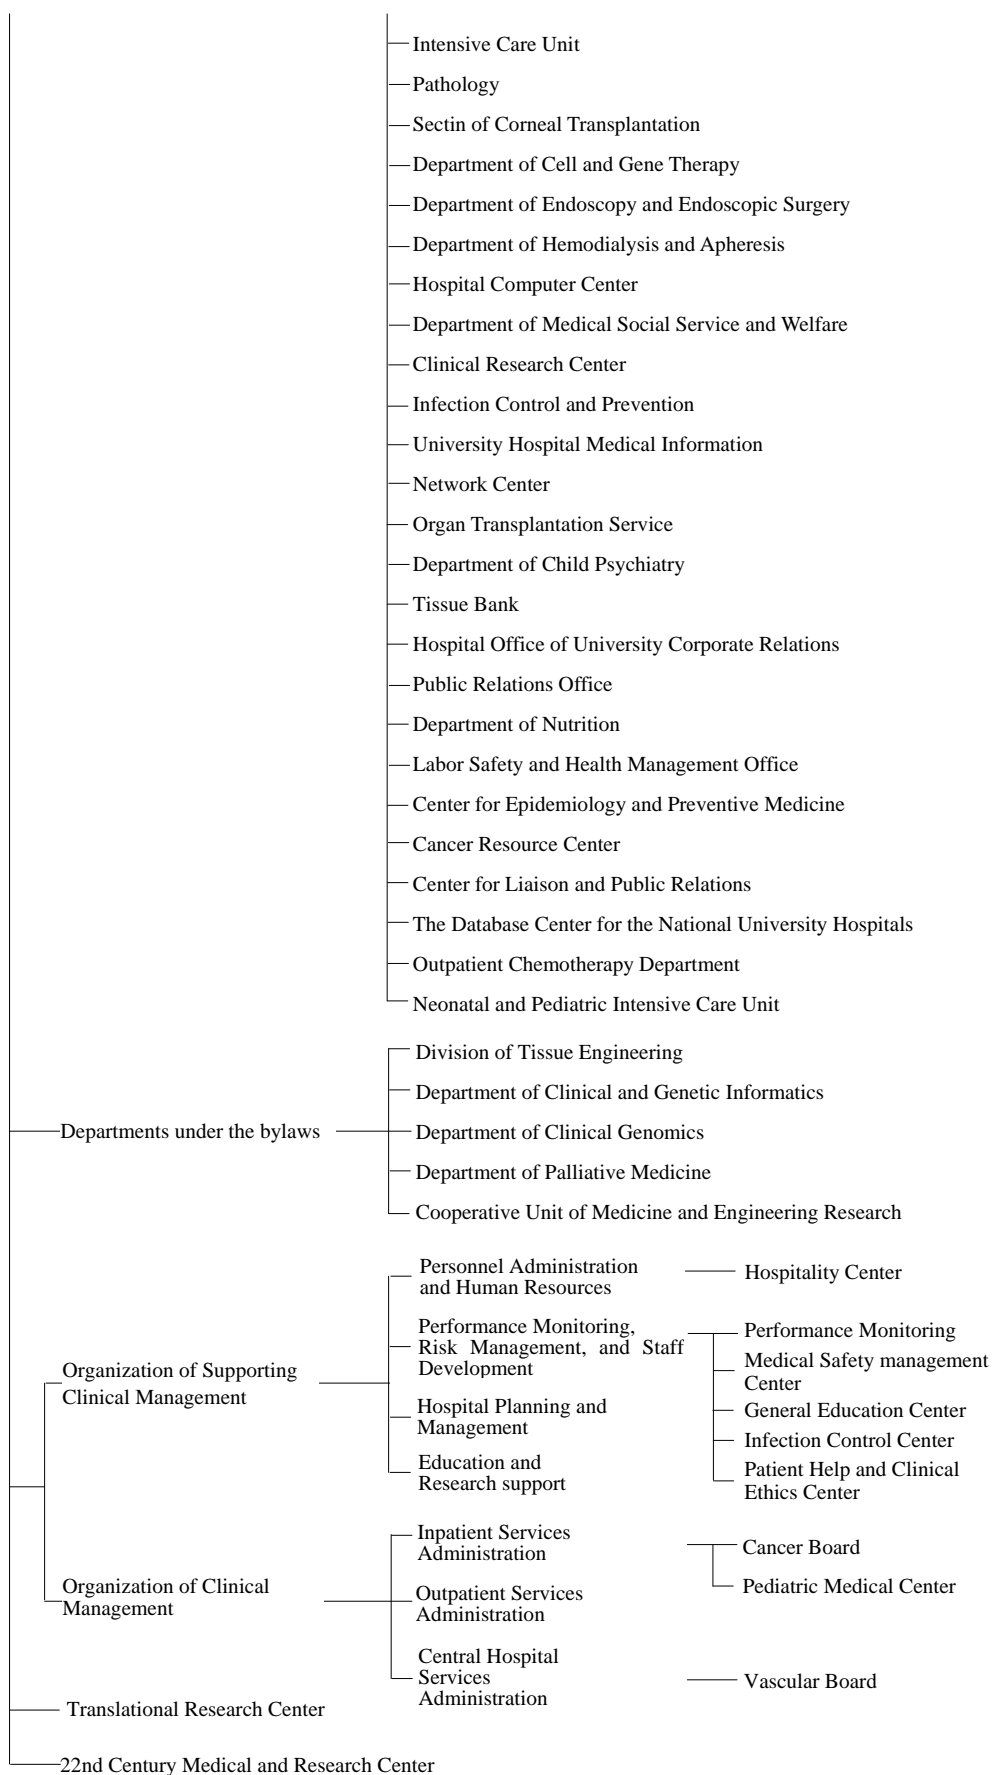 Intensive Care Unit
Pathology
Sectin of Corneal Transplantation
Department of Cell and Gene Therapy
Department of Endoscopy and Endoscopic Surgery
Department of Hemodialysis and Apheresis
Hospital Computer Center
Department of Medical Social Service and Welfare
Clinical Research Center
Infection Control and Prevention
University Hospital Medical Information
Network Center
Organ Transplantation Service
Department of Child Psychiatry
Tissue Bank
Hospital Office of University Corporate Relations
Public Relations Office
Department of Nutrition
Labor Safety and Health Management Office
Center for Epidemiology and Preventive Medicine
Cancer Resource Center
Center for Liaison and Public Relations
The Database Center for the National University Hospitals
Outpatient Chemotherapy Department
Neonatal and Pediatric Intensive Care Unit
Departments under the bylaws
Division of Tissue Engineering
Department of Clinical and Genetic Informatics
Department of Clinical Genomics
Department of Palliative Medicine
Cooperative Unit of Medicine and Engineering Research
Organization of Supporting
Clinical Management
Personnel Administration
and Human Resources
Hospitality Center
Performance Monitoring,
Risk Management, and Staff
Development
Performance Monitoring
Medical Safety management
Center
General Education Center
Infection Control Center
Patient Help and Clinical
Ethics Center
Hospital Planning and
Management
Education and
Research support
Organization of Clinical
Management
Inpatient Services
Administration
Cancer Board
Pediatric Medical Center
Outpatient Services
Administration
Central Hospital
Services
Administration
Vascular Board
Translational Research Center
22nd Century Medical and Research Center